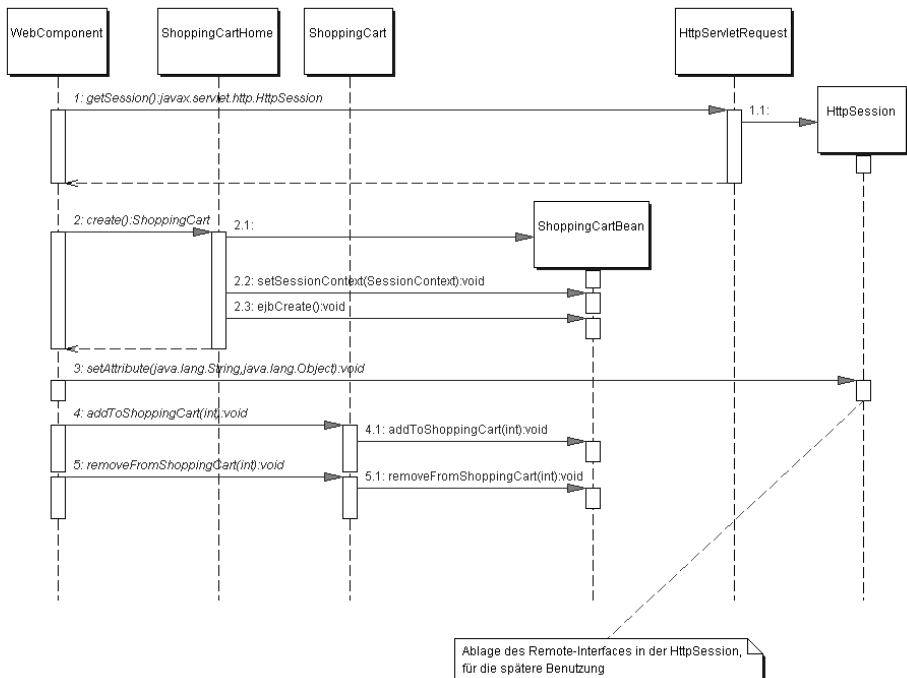 WebComponent
ShoppingCartHome
ShoppingCart
HttpServletRequest
1: getSession():javax.servlet.http.HttpSession
1.1:
HttpSession
2: create():ShoppingCart
2.1:
ShoppingCartBean
2.2: setSessionContext(SessionContext):void
2.3: ejbCreate():void
3: setAttribute(java.lang.String,java.lang.Object):void
4: addToShoppingCart(int):void
4.1: addToShoppingCart(int):void
5: removeFromShoppingCart(int):void
5.1: removeFromShoppingCart(int):void
Ablage des Remote-Interfaces in der HttpSession,
für die spätere Benutzung